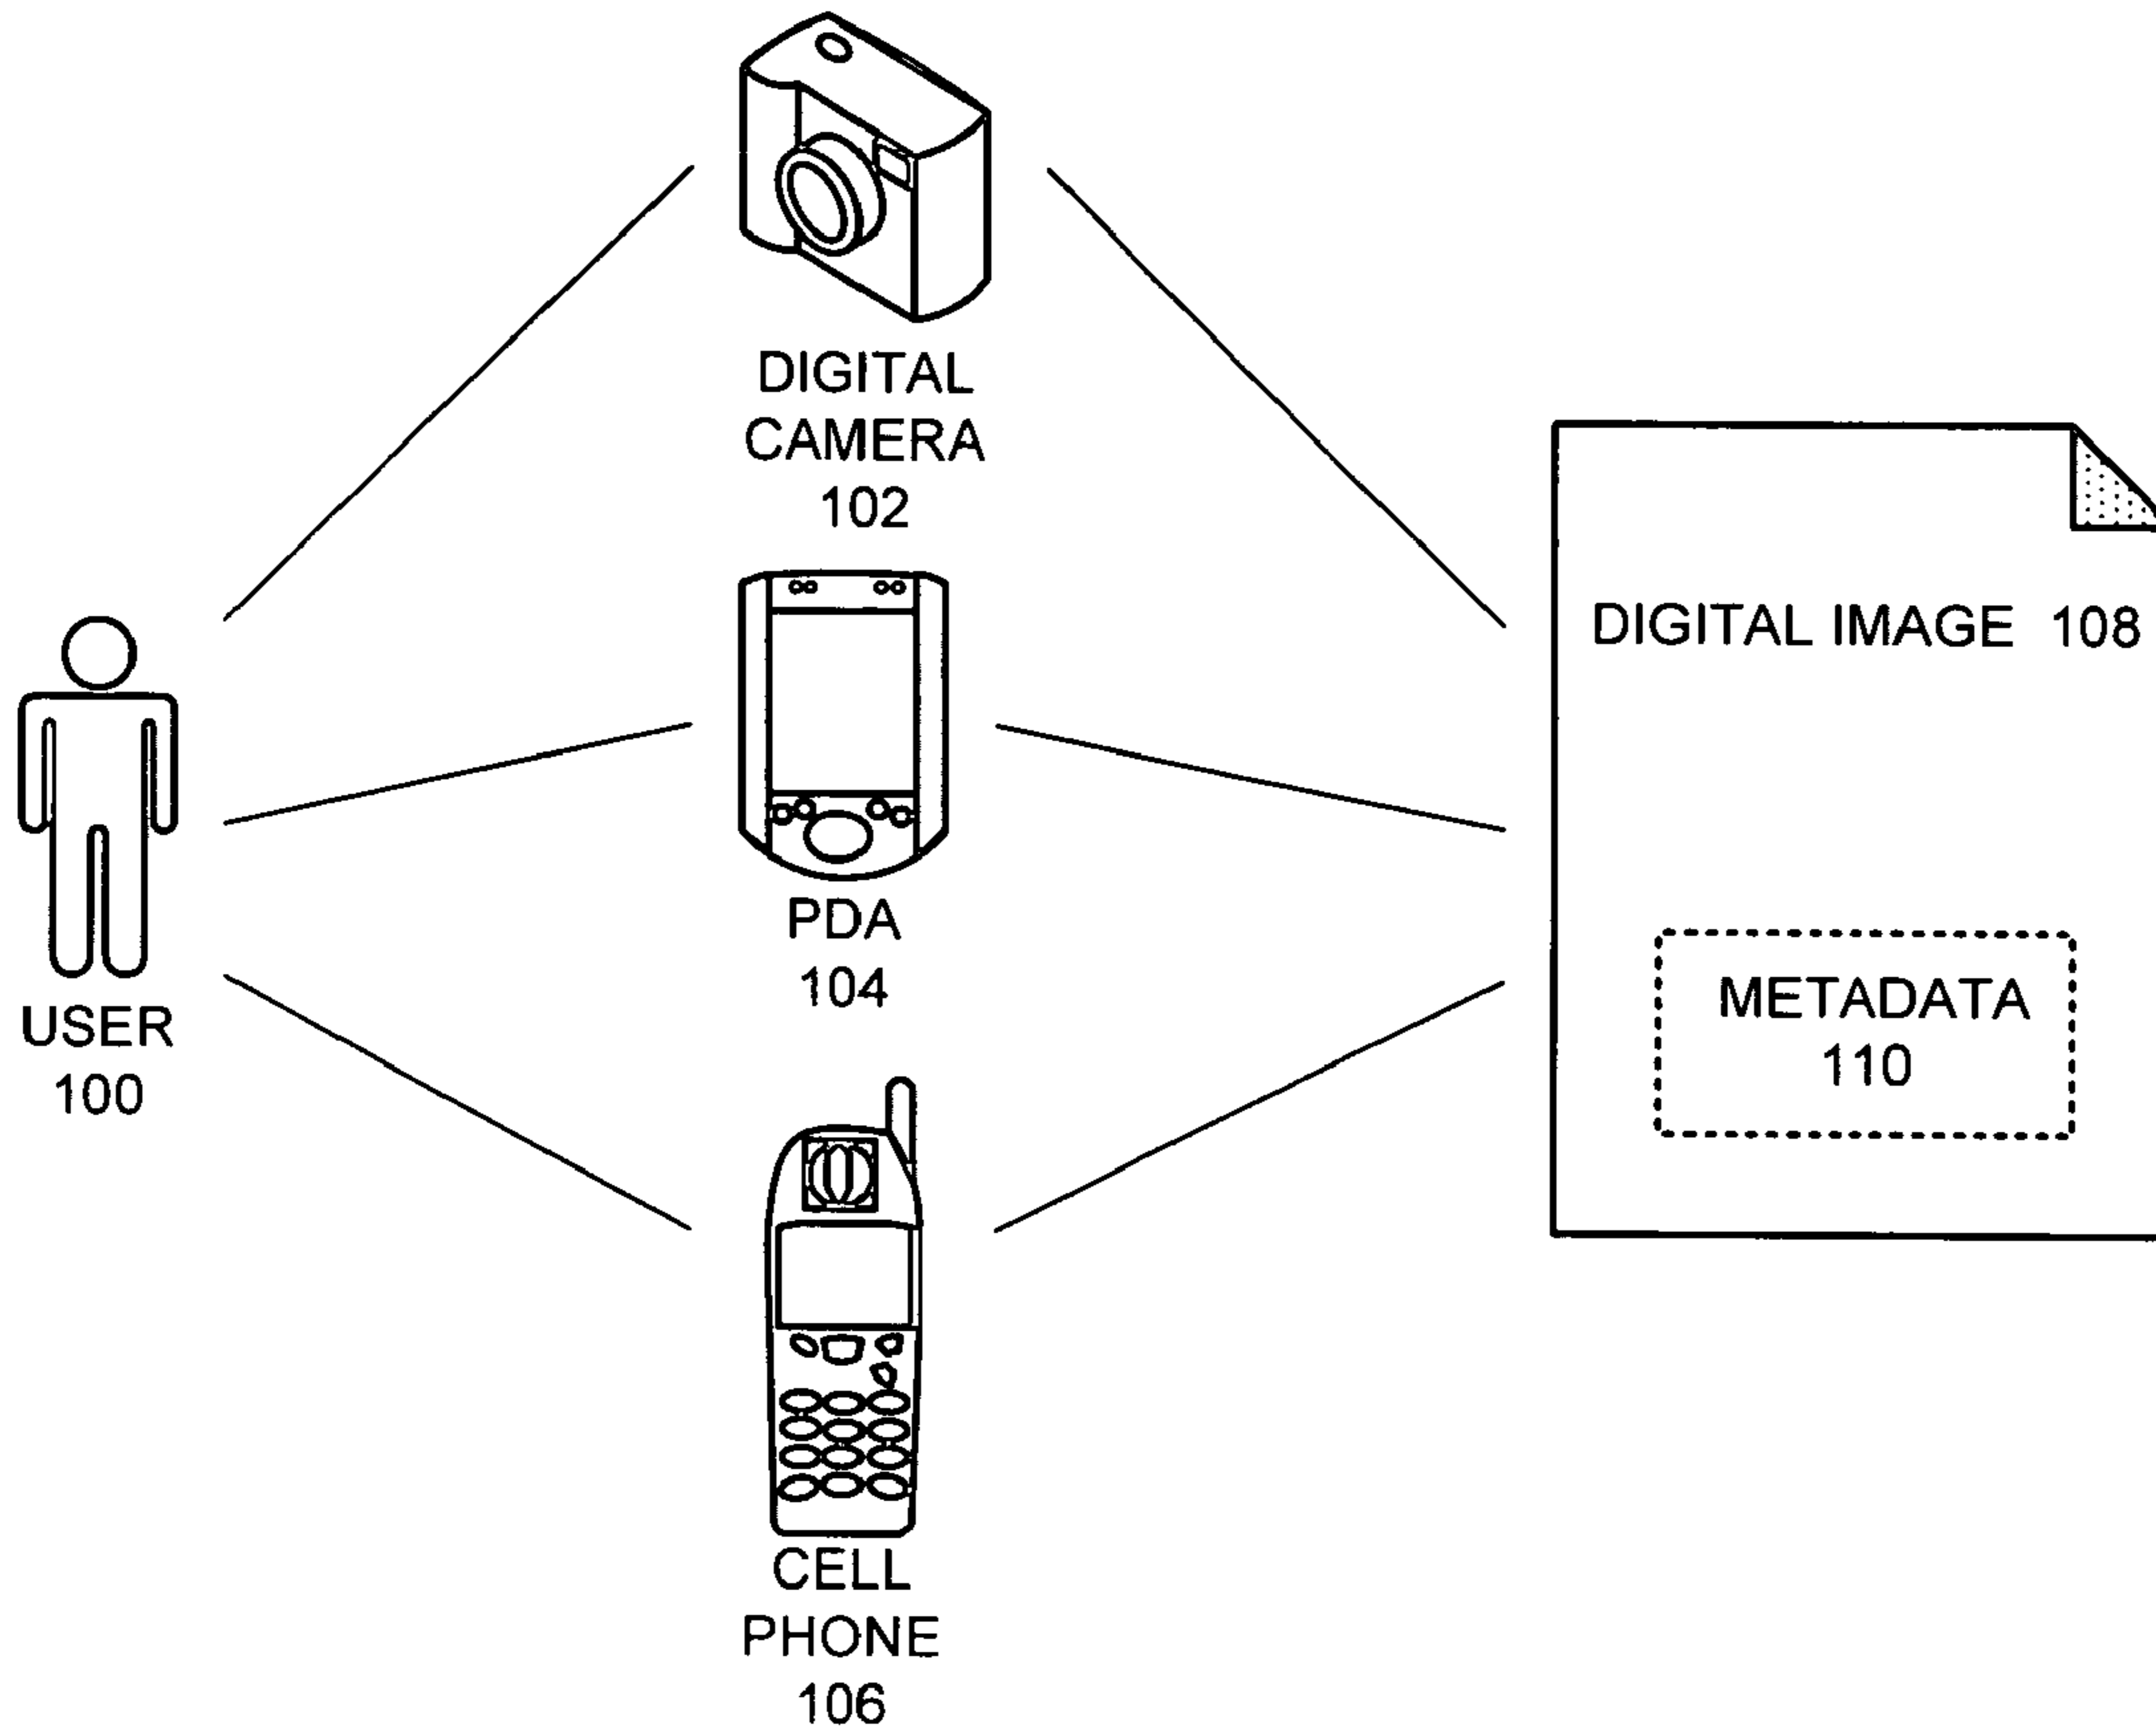 DIGITAL
CAMERA
102
DIGITAL IMAGE 108
PDA
104
METADATA
110
USER
100
CELL
PHONE
106